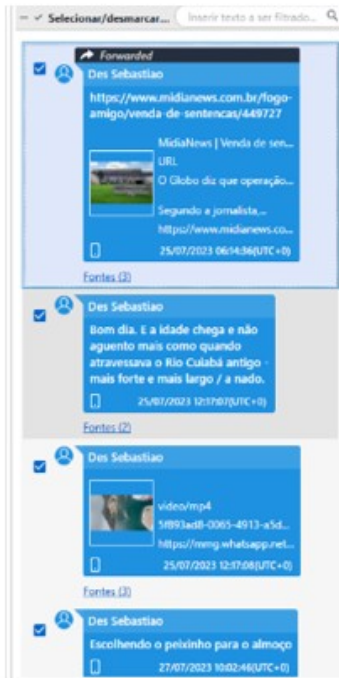 Selecionar/desmarcar... Inserir texto a ser filtrado...
Forwarded
Des Sebastiao
https://www.midianews.com.br/fogo-
amigo/venda-de-sentencas/449727
MidiaNews | Venda de sen...
URL
O Globo diz que operação...
Segundo a jornalista,...
https://www.midianews.co...
25/07/2023 06:14:36(UTC+0)
Fontes (3)
Des Sebastiao
Bom dia. E a idade chega e não
aguento mais como quando
atravessava o Rio Cuiabá antigo -
mais forte e mais largo / a nado.
25/07/2023 12:17:07(UTC+0)
Fontes (2)
Des Sebastiao
video/mp4
5f893ad8-0065-4913-a5d...
https://mmg.whatsapp.net...
25/07/2023 12:17:08(UTC+0)
Fontes (3)
Des Sebastiao
Escolhendo o peixinho para o almoço
27/07/2023 10:02:46(UTC+0)